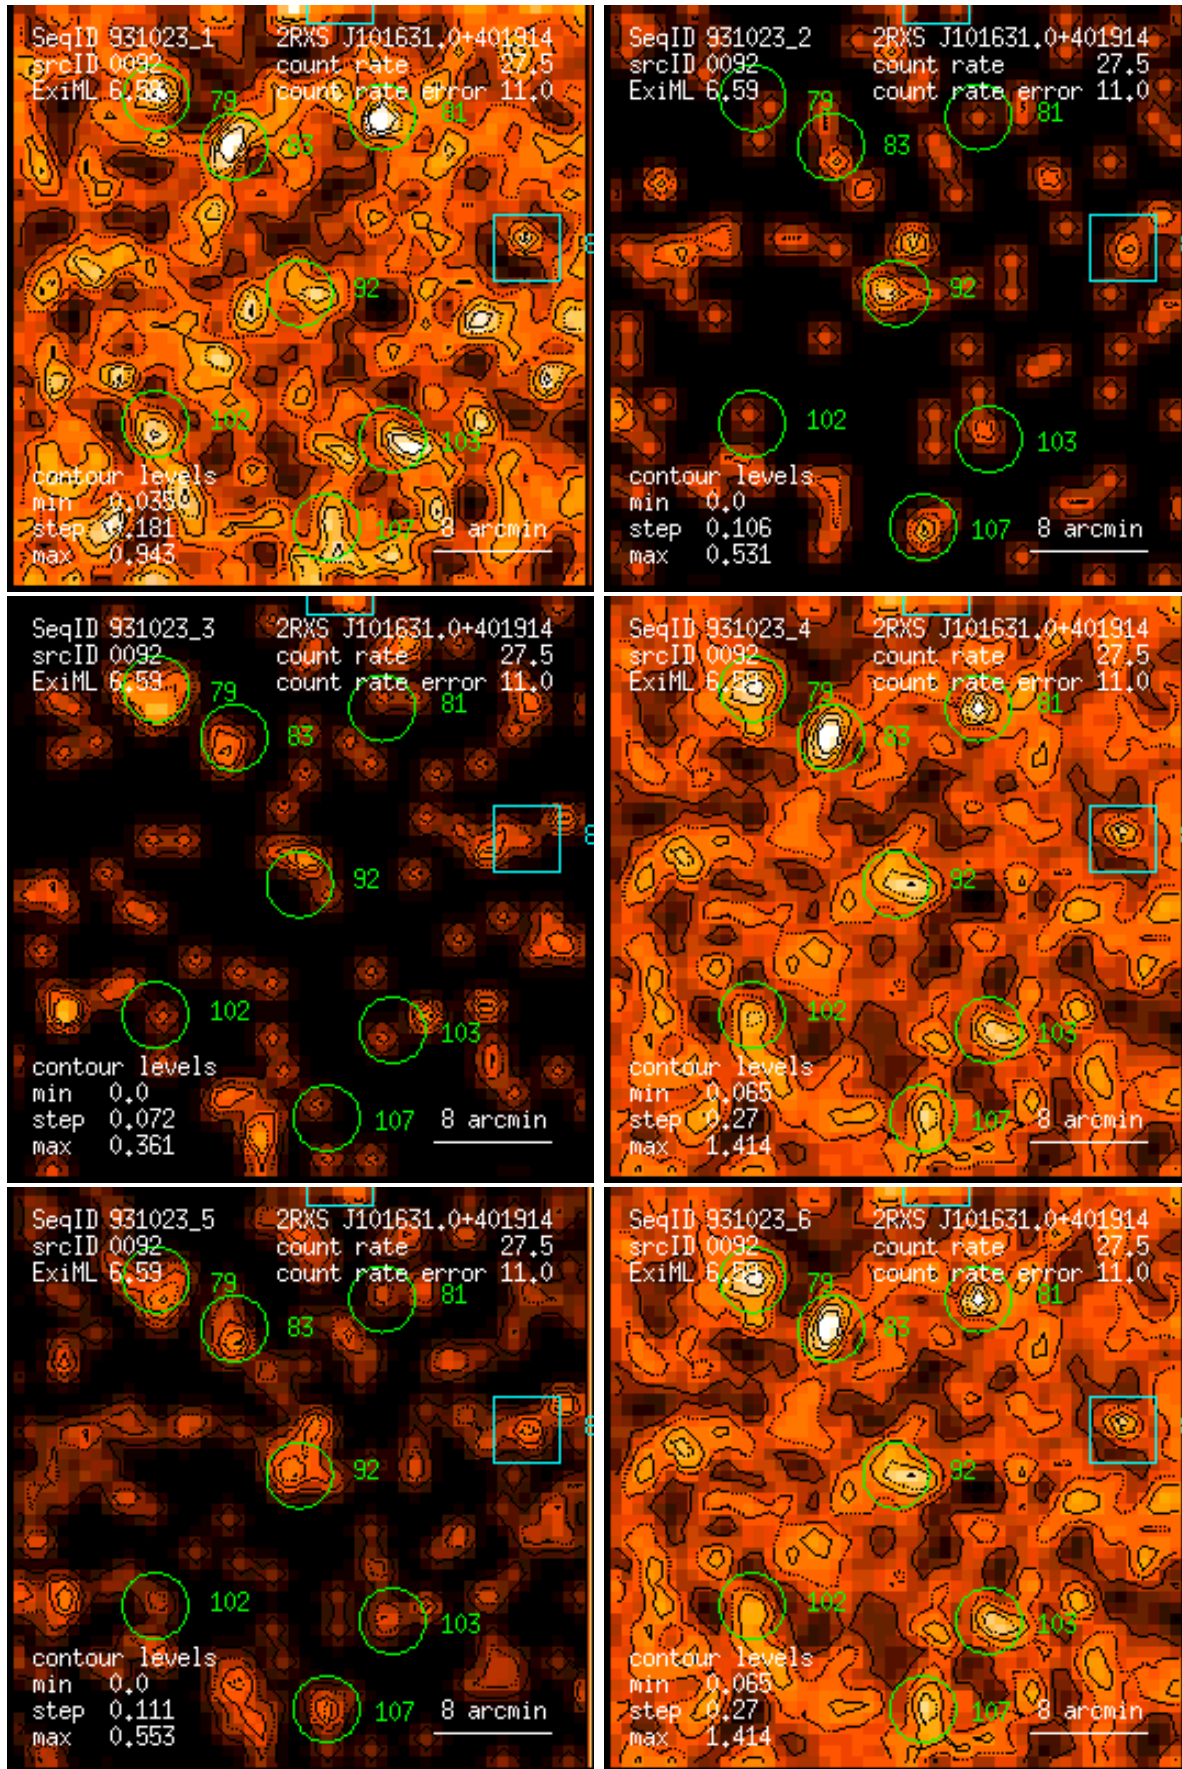 SeqID 931023_1 2RXS J101631.0+401914
srcID 0092 count rate 27.5
ExiML 6.59 count rate error 11.0
79
81
83
8
92
102
103
contour levels
min 0.035
step 0.181
107
8 arcmin
max 0.943
SeqID 931023_2 2RXS J101631.0+401914
srcID 0092 count rate 27.5
ExiML 6.59 count rate error 11.0
79
81
83
8
92
102
103
contour levels
min 0.0
step 0.106
107
8 arcmin
max 0.531
SeqID 931023_3 2RXS J101631.0+401914
srcID 0092 count rate 27.5
ExiML 6.59 count rate error 11.0
79
81
83
8
92
102
103
contour levels
min 0.0
step 0.072
107
8 arcmin
max 0.361
SeqID 931023_4 2RXS J101631.0+401914
srcID 0092 count rate 27.5
ExiML 6.59 count rate error 11.0
79
81
83
92
102
103
contour levels
min 0.065
step 0.27
107
8 arcmin
max 1.414
SeqID 931023_5 2RXS J101631.0+401914
srcID 0092 count rate 27.5
ExiML 6.59 count rate error 11.0
79
81
83
8
92
102
103
contour levels
min 0.0
step 0.111
107
8 arcmin
max 0.553
SeqID 931023_6 2RXS J101631.0+401914
srcID 0092 count rate 27.5
ExiML 6.59 count rate error 11.0
79
81
83
92
102
103
contour levels
min 0.065
step 0.27
107
8 arcmin
max 1.414